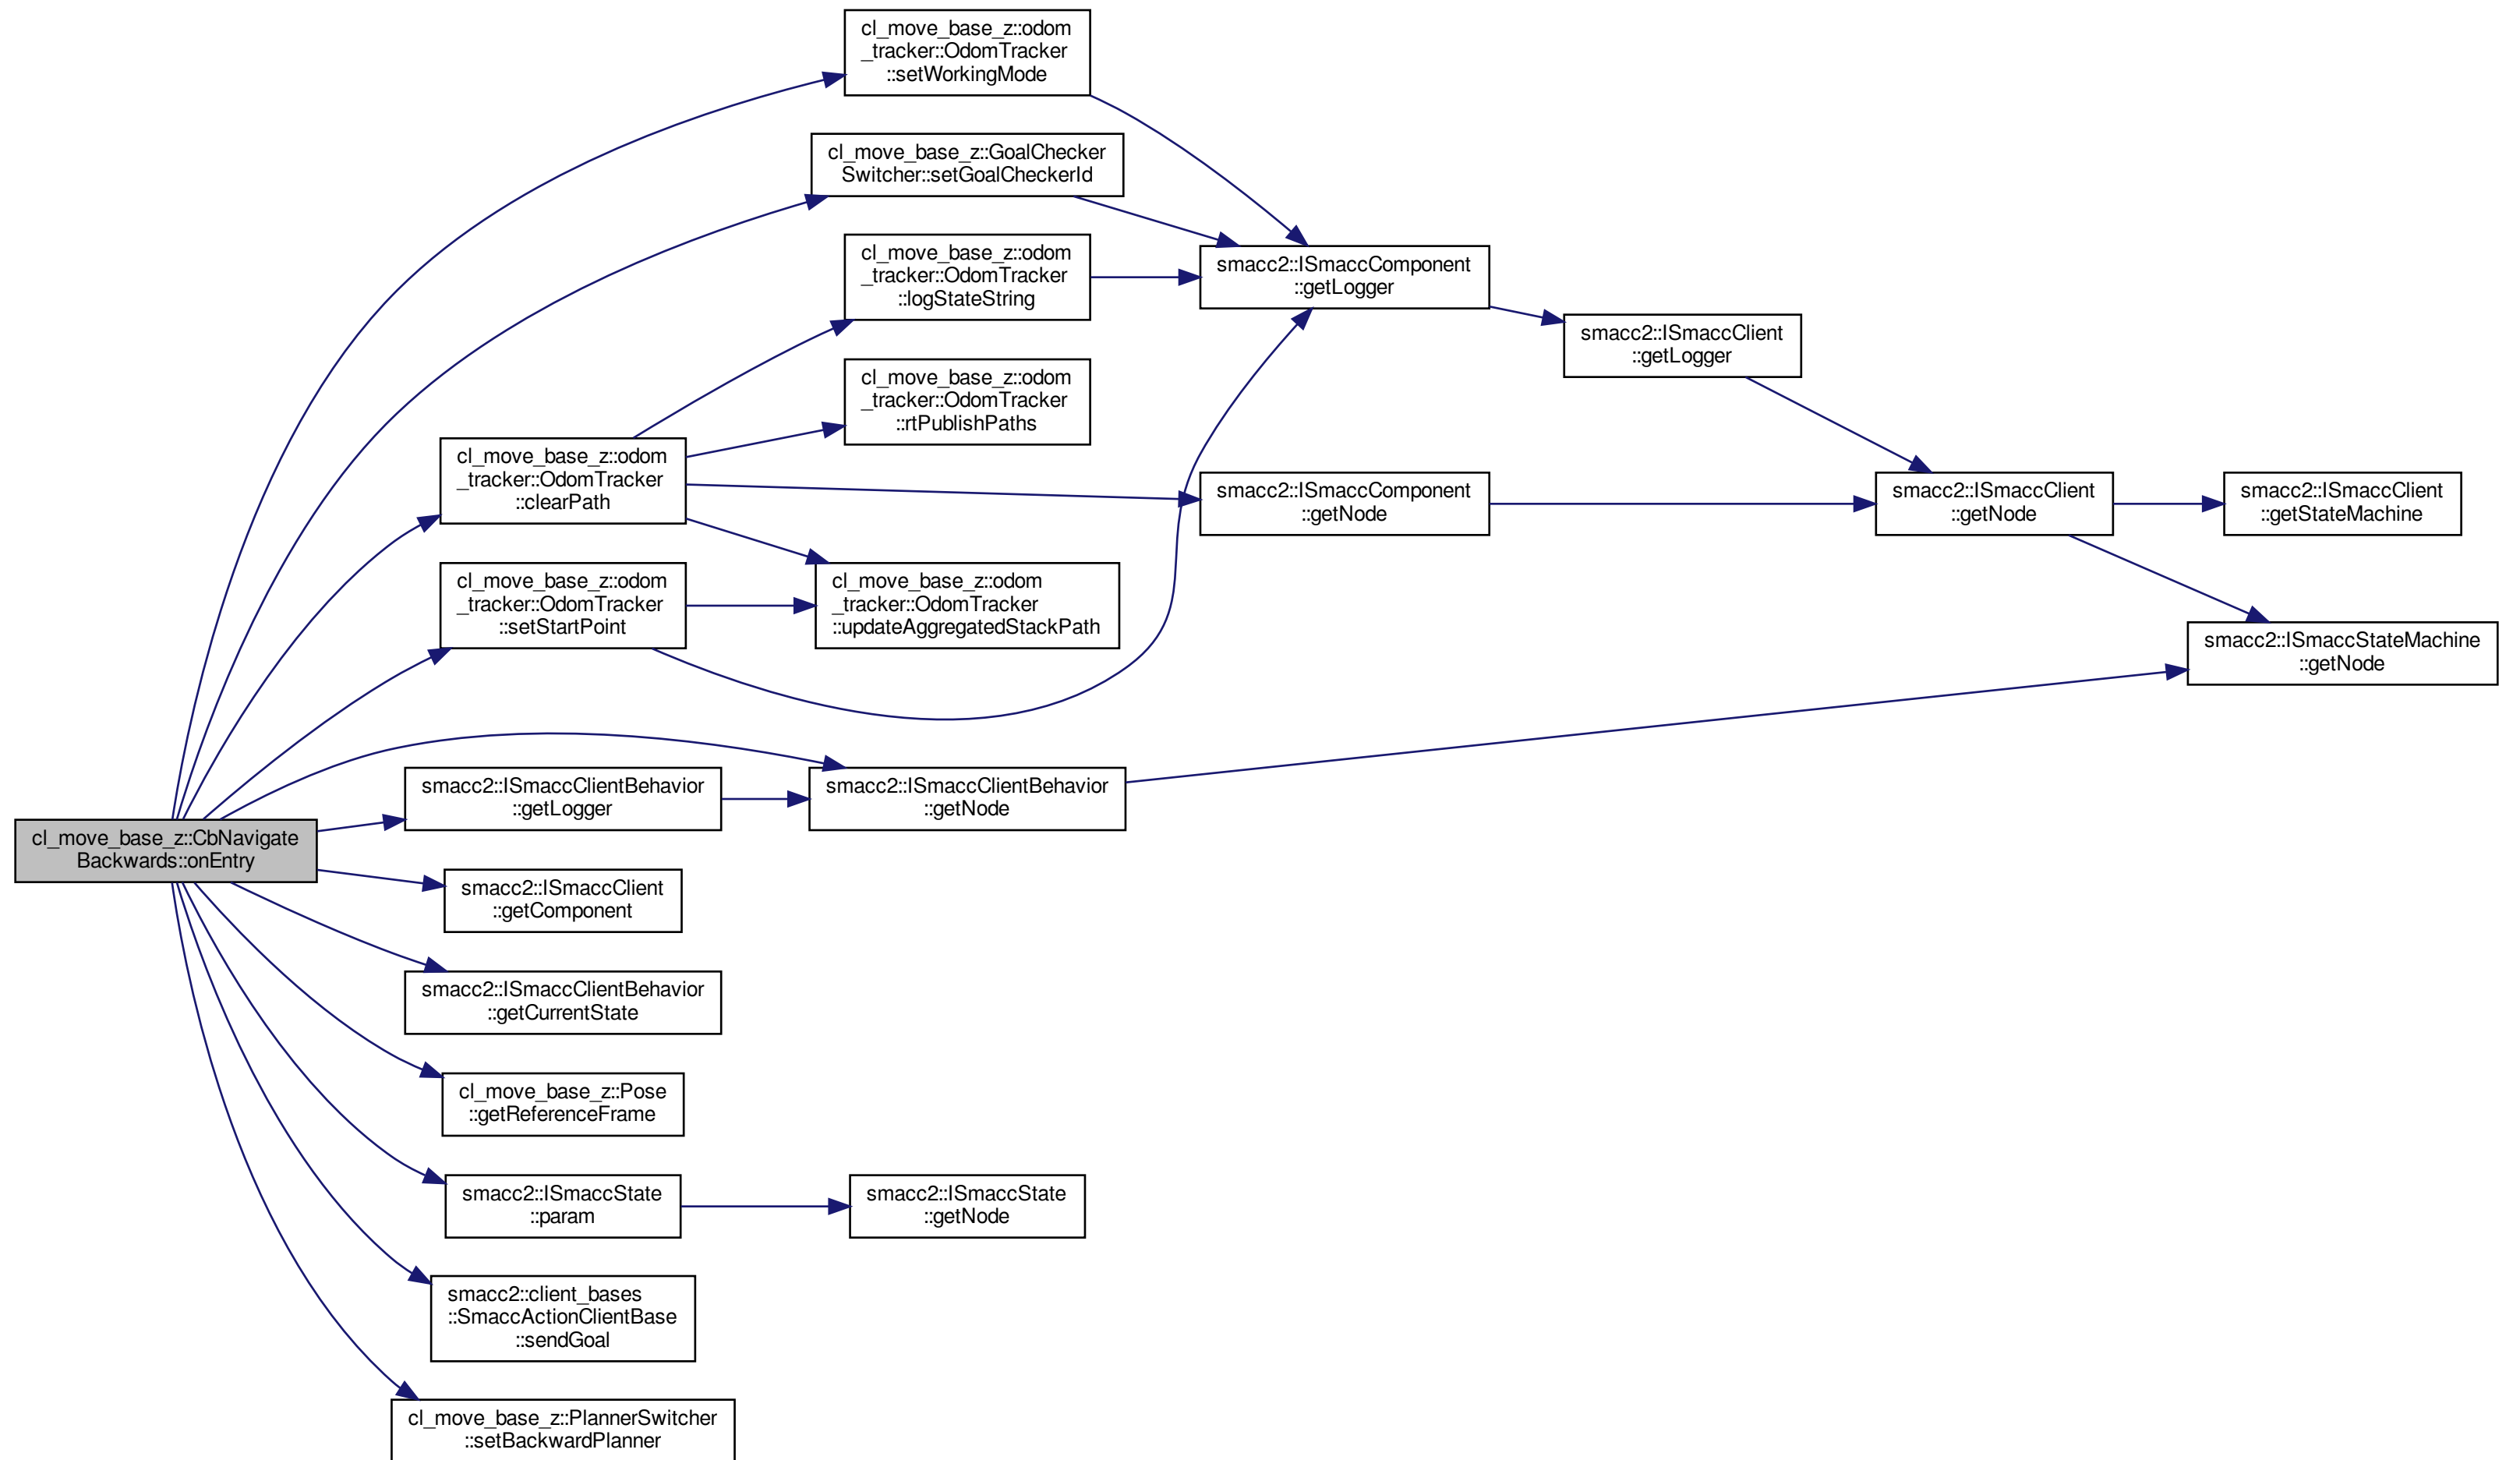 cl_move_base_z::odom
_tracker::OdomTracker
::setWorkingMode
cl_move_base_z::GoalChecker
Switcher::setGoalCheckerId
cl_move_base_z::odom
_tracker::OdomTracker
::logStateString
smacc2::ISmaccComponent
::getLogger
smacc2::ISmaccClient
::getLogger
cl_move_base_z::odom
_tracker::OdomTracker
::rtPublishPaths
cl_move_base_z::odom
_tracker::OdomTracker
::clearPath
smacc2::ISmaccComponent
::getNode
smacc2::ISmaccClient
::getNode
smacc2::ISmaccClient
::getStateMachine
cl_move_base_z::odom
_tracker::OdomTracker
::setStartPoint
cl_move_base_z::odom
_tracker::OdomTracker
::updateAggregatedStackPath
smacc2::ISmaccStateMachine
::getNode
smacc2::ISmaccClientBehavior
::getLogger
smacc2::ISmaccClientBehavior
::getNode
cl_move_base_z::CbNavigate
Backwards::onEntry
smacc2::ISmaccClient
::getComponent
smacc2::ISmaccClientBehavior
::getCurrentState
cl_move_base_z::Pose
::getReferenceFrame
smacc2::ISmaccState
::param
smacc2::ISmaccState
::getNode
smacc2::client_bases
::SmaccActionClientBase
::sendGoal
cl_move_base_z::PlannerSwitcher
::setBackwardPlanner